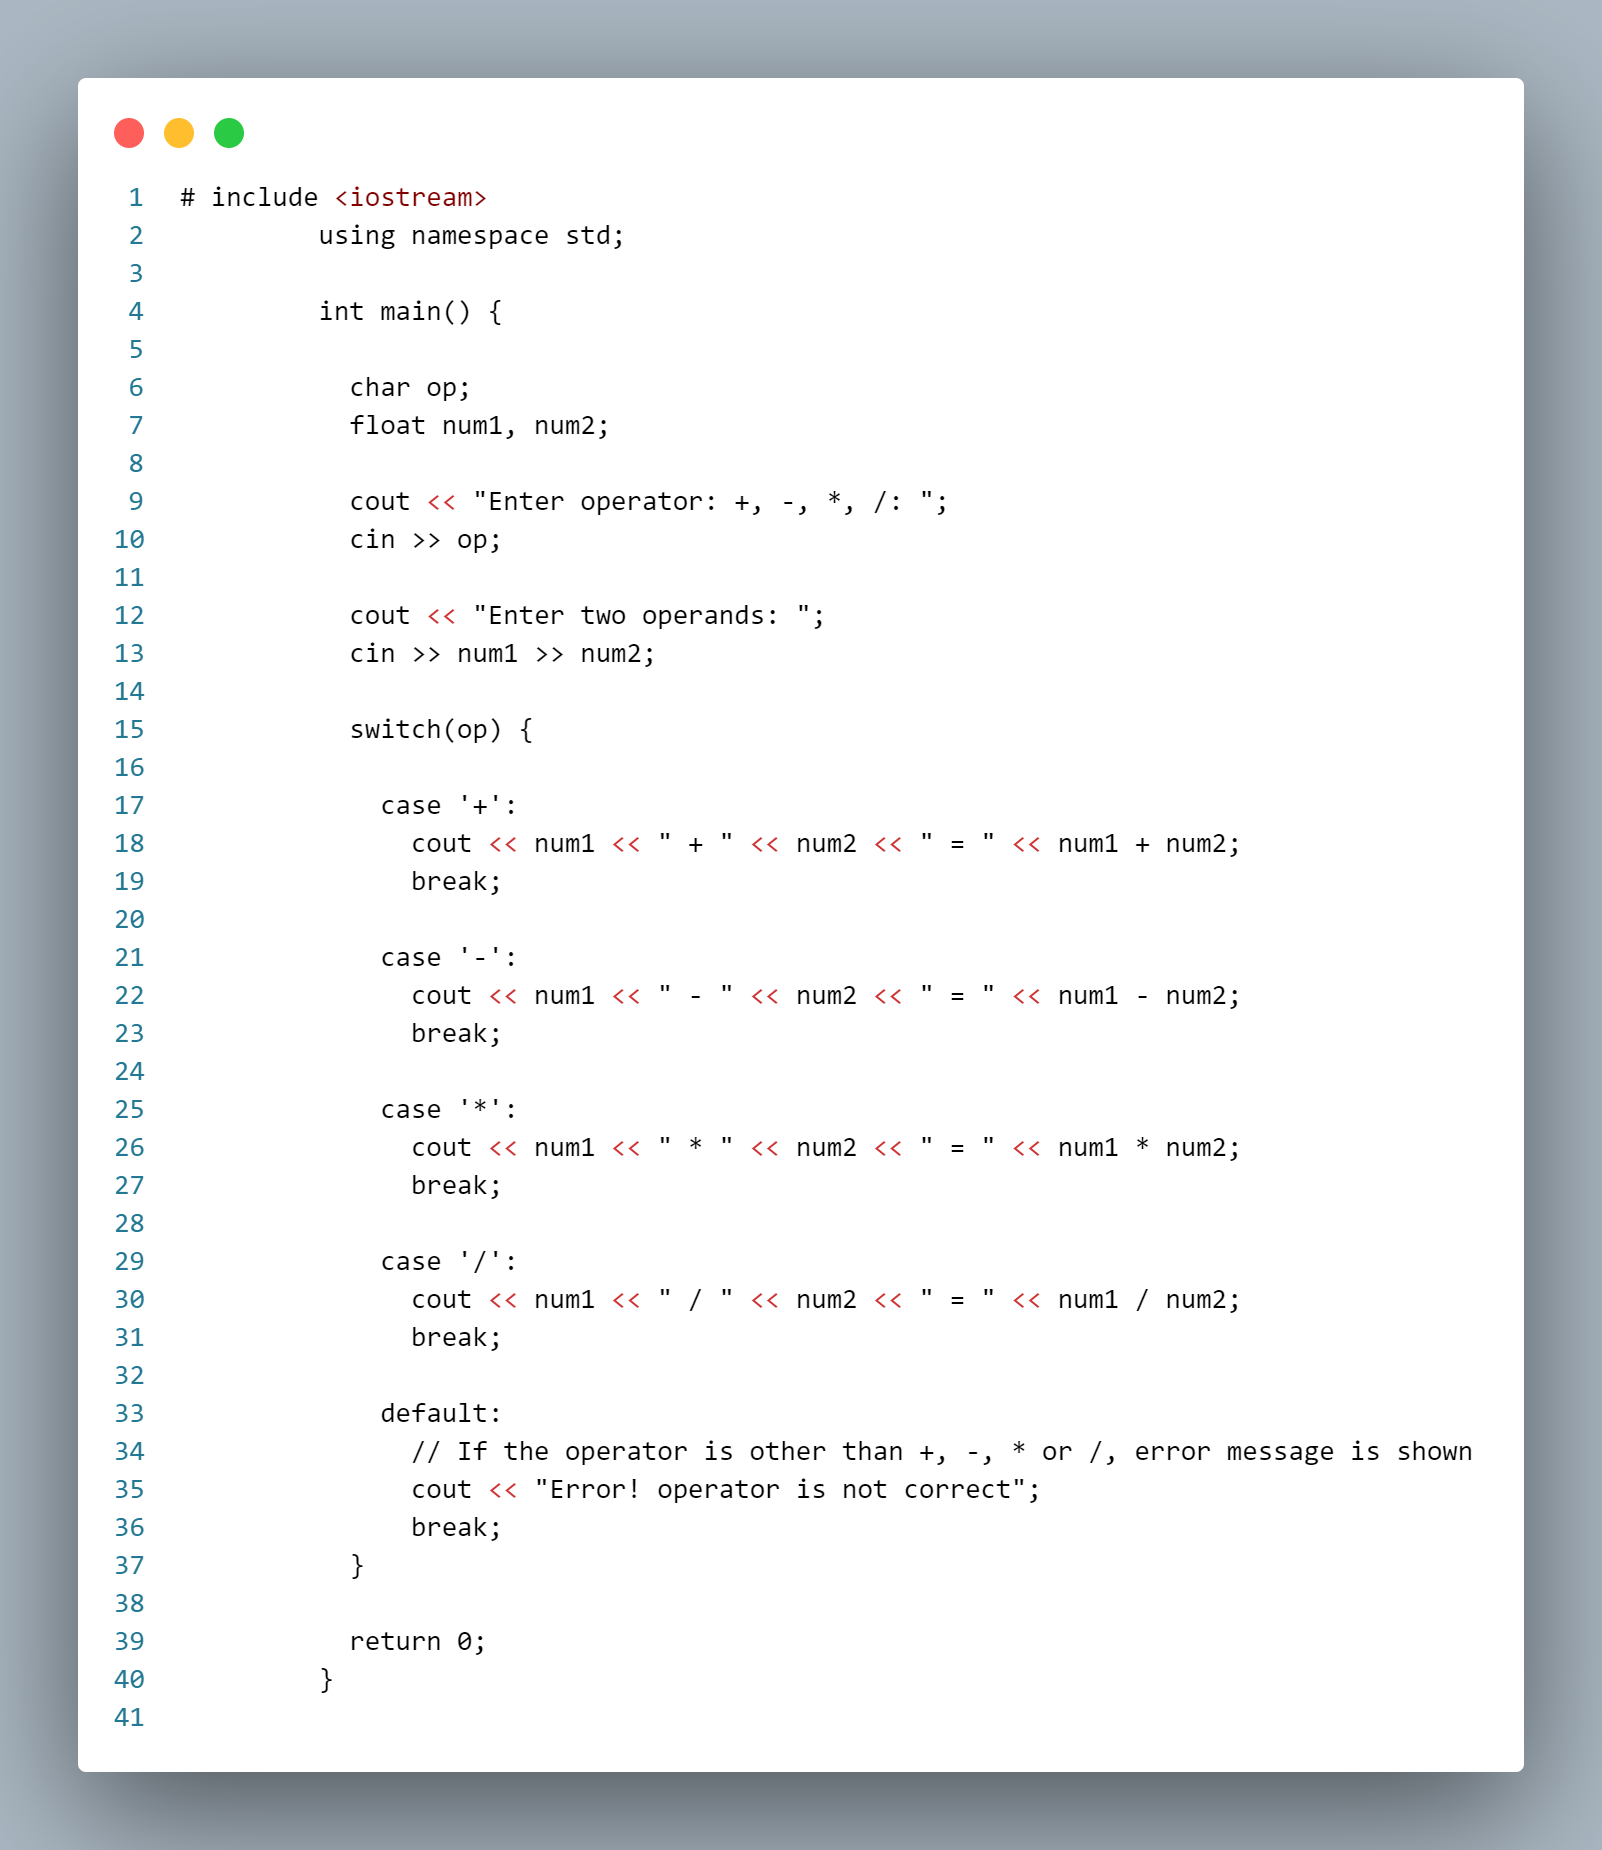 1 # include <iostream>
2 using namespace std;
3
4 int main() {
5
6 char op;
7 float num1, num2;
8
9 cout << "Enter operator: +, -, *, /: ";
10 cin >> op;
11
12 cout << "Enter two operands: ";
13 cin >> num1 >> num2;
14
15 switch(op) {
16
17 case '+':
18 cout << num1 << " + " << num2 << " = " << num1 + num2;
19 break;
20
21 case '-':
22 cout << num1 << " - " << num2 << " = " << num1 - num2;
23 break;
24
25 case '*':
26 cout << num1 << " * " << num2 << " = " << num1 * num2;
27 break;
28
29 case '/':
30 cout << num1 << " / " << num2 << " = " << num1 / num2;
31 break;
32
33 default:
34 // If the operator is other than +, -, * or /, error message is shown
35 cout << "Error! operator is not correct";
36 break;
37 }
38
39 return 0;
40 }
41